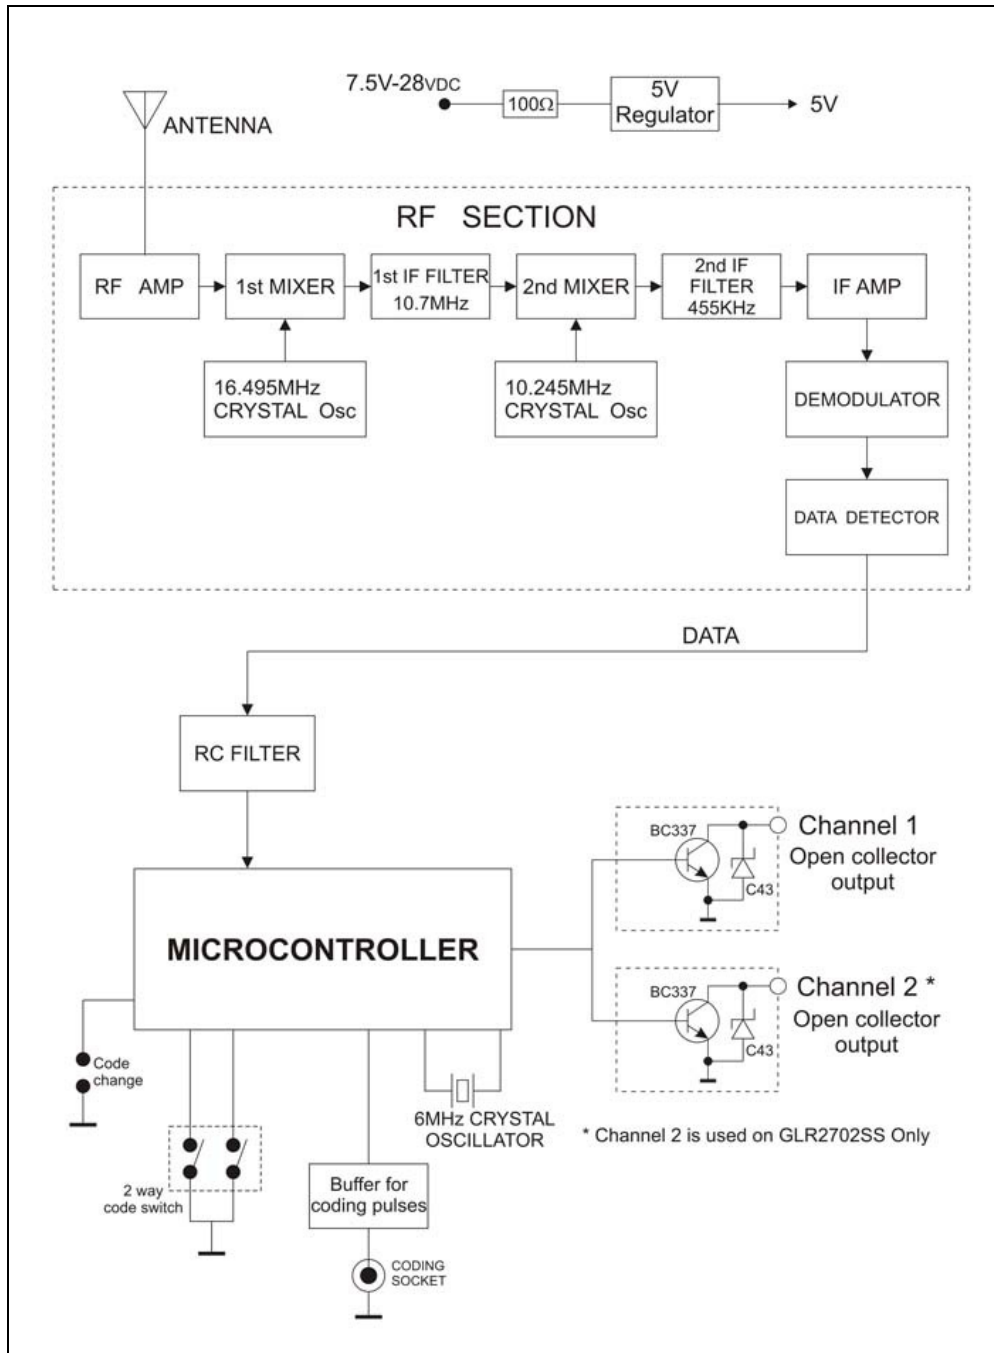 7.5V-28VDC
100Ω
5V
Regulator
5V
ANTENNA
RF SECTION
RF AMP
1st MIXER
1st IF FILTER
10.7MHz
2nd MIXER
2nd IF
FILTER
455KHz
IF AMP
16.495MHz
CRYSTAL Osc
10.245MHz
CRYSTAL Osc
DEMODULATOR
DATA DETECTOR
DATA
RC FILTER
MICROCONTROLLER
BC337
C43
Channel 1
Open collector
output
BC337
C43
Channel 2 *
Open collector
output
Code
change
2 way
code switch
6MHz CRYSTAL
OSCILLATOR
* Channel 2 is used on GLR2702SS Only
Buffer for
coding pulses
CODING
SOCKET